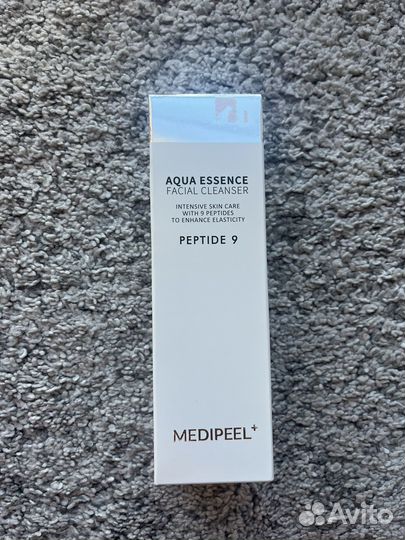 AQUA ESSENCE
FACIAL CLEANSER
INTENSIVE SKIN CARE
WITH 9 PEPTIDES
TO ENHANCE ELASTICITY
PEPTIDE 9
MEDIPEEL+
Avito